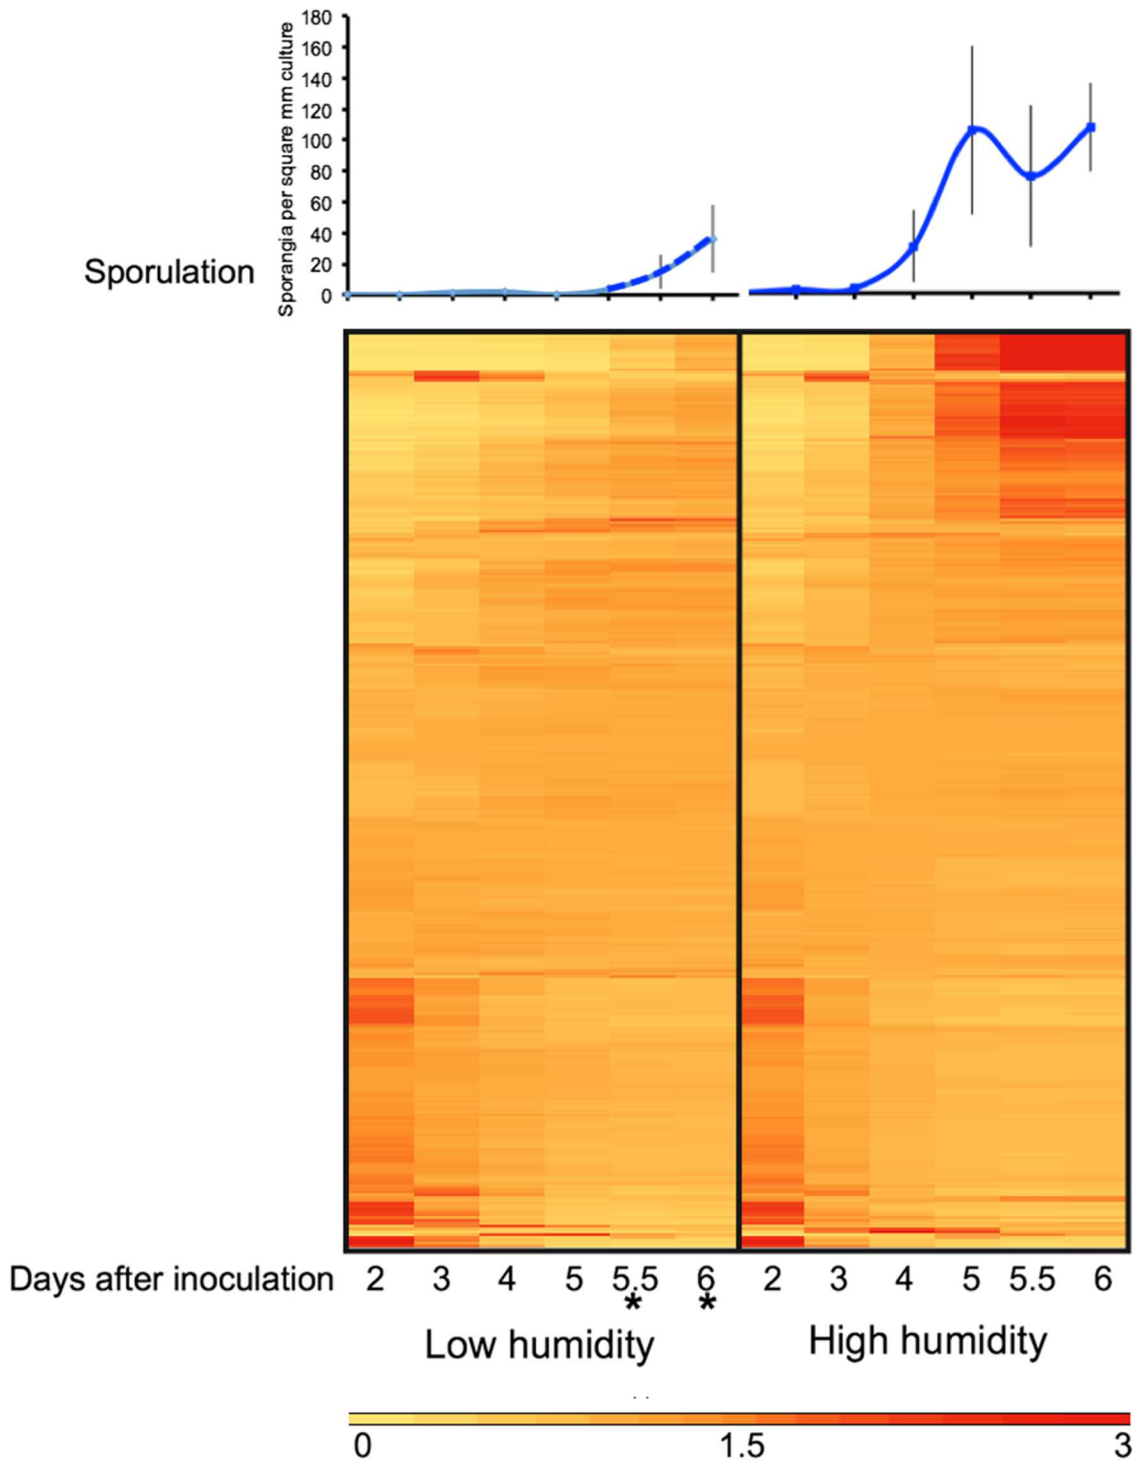 Sporangia per square mm culture
180
160
140
120
100
80
60
40
20
0
Sporulation
Days after inoculation 2 3 4 5 5.5 6 2 3 4 5 5.5 6
* *
Low humidity High humidity
0 1.5 3